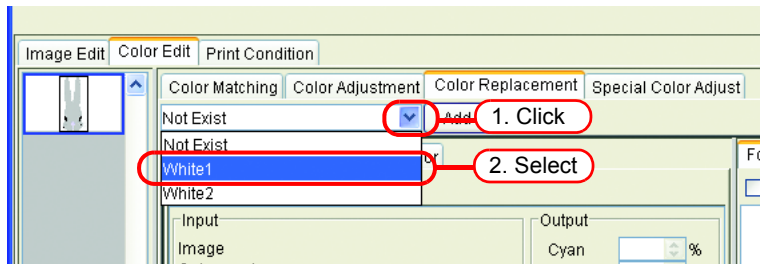 Image Edit Color Edit Print Condition
Color Matching Color Adjustment Color Replacement Special Color Adjust
Not Exist Add 1. Click
Not Exist
White1 2. Select
White2
Input Output
Image Cyan %